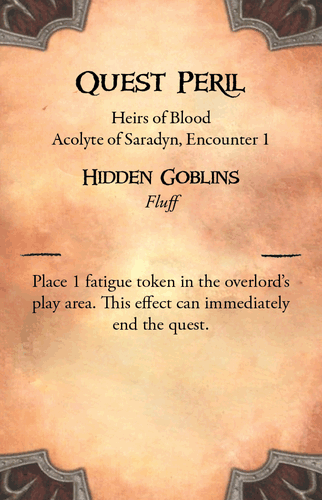 Quest Peril
Heirs of Blood
Acolyte of Saradyn, Encounter 1
Hidden Goblins
Fluff
Place 1 fatigue token in the overlord's
play area. This effect can immediately
end the quest.